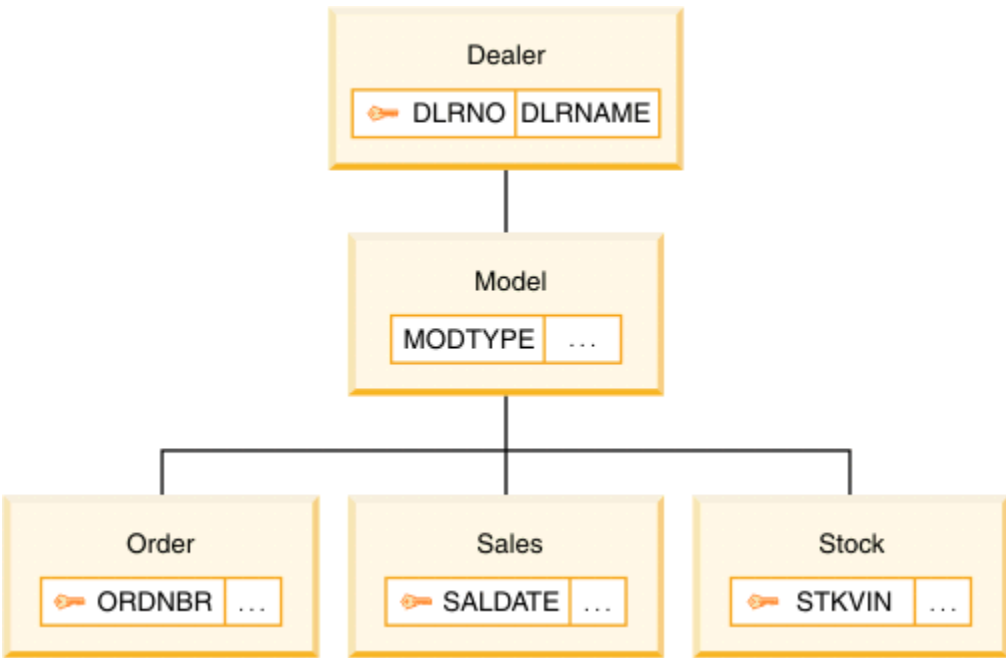 Dealer
DLRNO DLRNAME
Model
MODTYPE ...
Order Sales Stock
ORDNBR ... SALDATE ... STKVIN ...